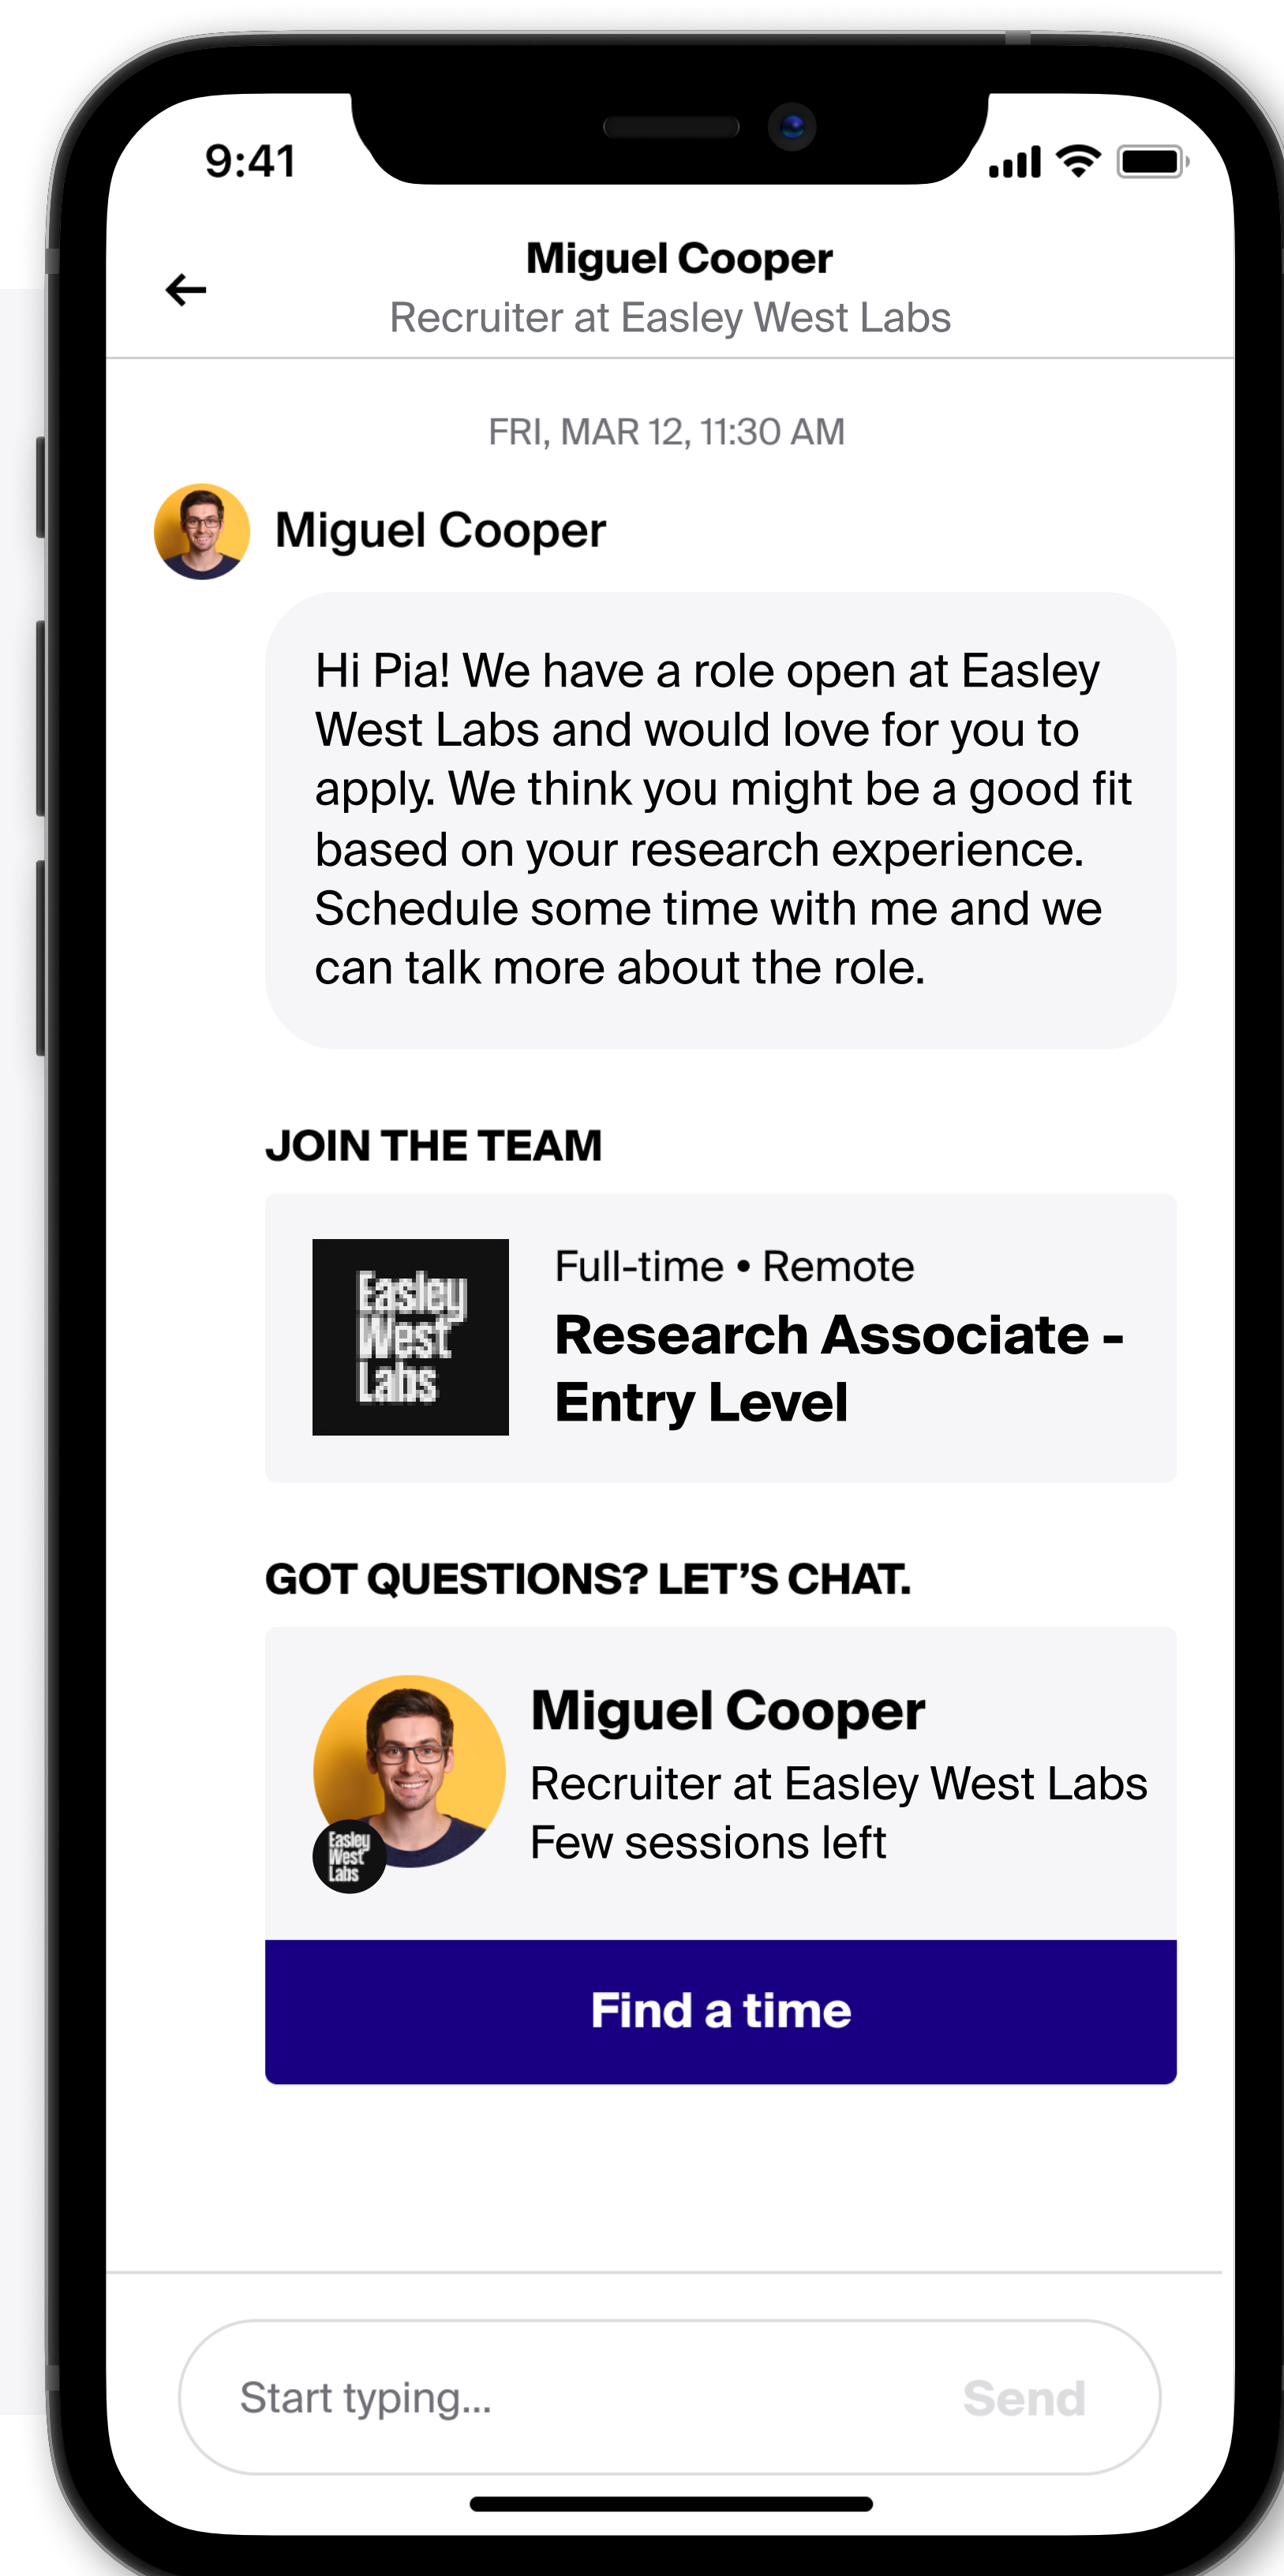 9:41
Miguel Cooper
Recruiter at Easley West Labs
FRI, MAR 12, 11:30 AM
Miguel Cooper
Hi Pia! We have a role open at Easley
West Labs and would love for you to
apply. We think you might be a good fit
based on your research experience.
Schedule some time with me and we
can talk more about the role.
JOIN THE TEAM
Easley
West
Labs
Full-time • Remote
Research Associate -
Entry Level
GOT QUESTIONS? LET’S CHAT.
Easley
West
Labs
Miguel Cooper
Recruiter at Easley West Labs
Few sessions left
Find a time
Start typing...
Send